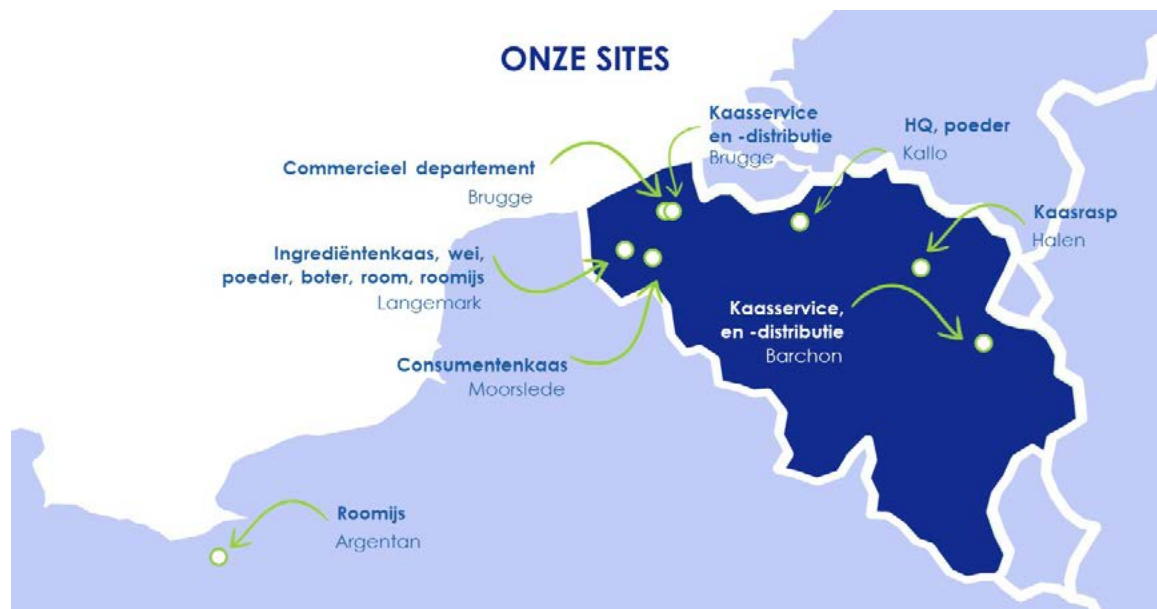 ONZE SITES
Kaasservice
en -distributie
Brugge
HQ, poeder
Kallo
Commercieel departement
Brugge
Kaasrasp
Halen
Ingrediëntenkaas, wei,
poeder, boter, room, roomijs
Langemark
Kaasservice,
en -distributie
Barchon
Consumentenkaas
Moorslede
Roomijs
Argentan